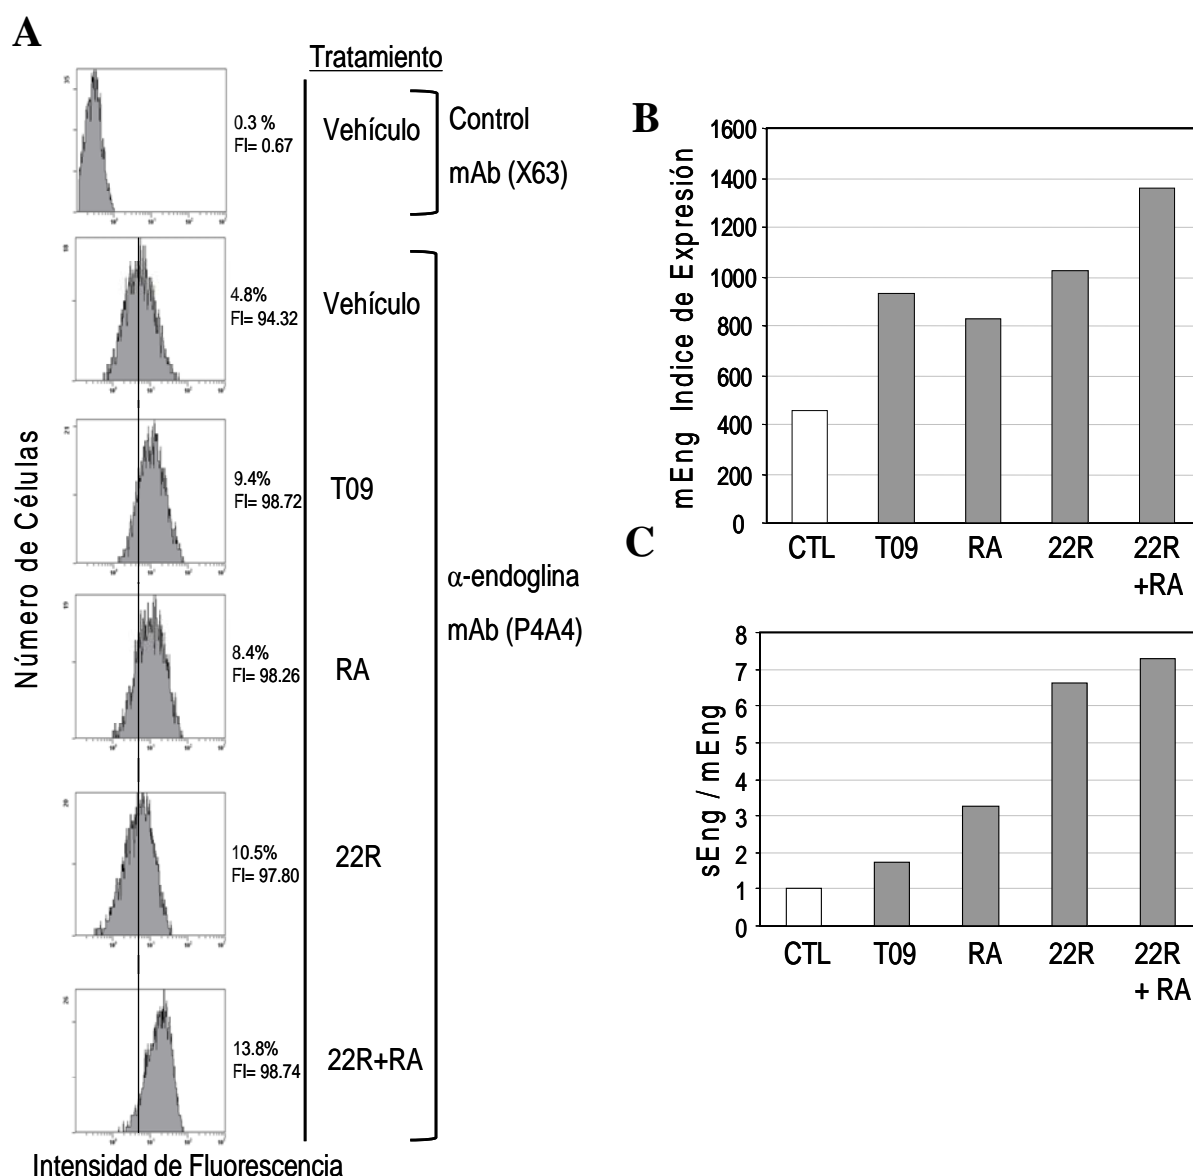 A
Tratamiento
0.3 %
FI= 0.67
Vehículo
Control
mAb (X63)
4.8%
FI= 94.32
Vehículo
9.4%
FI= 98.72
T09
8.4%
FI= 98.26
RA
α-endoglina
mAb (P4A4)
10.5%
FI= 97.80
22R
13.8%
FI= 98.74
22R+RA
Número de Células
Intensidad de Fluorescencia
B
mEng Indice de Expresión
1600
1400
1200
1000
800
600
400
200
0
CTL T09 RA 22R 22R
+RA
C
sEng / mEng
8
7
6
5
4
3
2
1
0
CTL T09 RA 22R 22R
+ RA